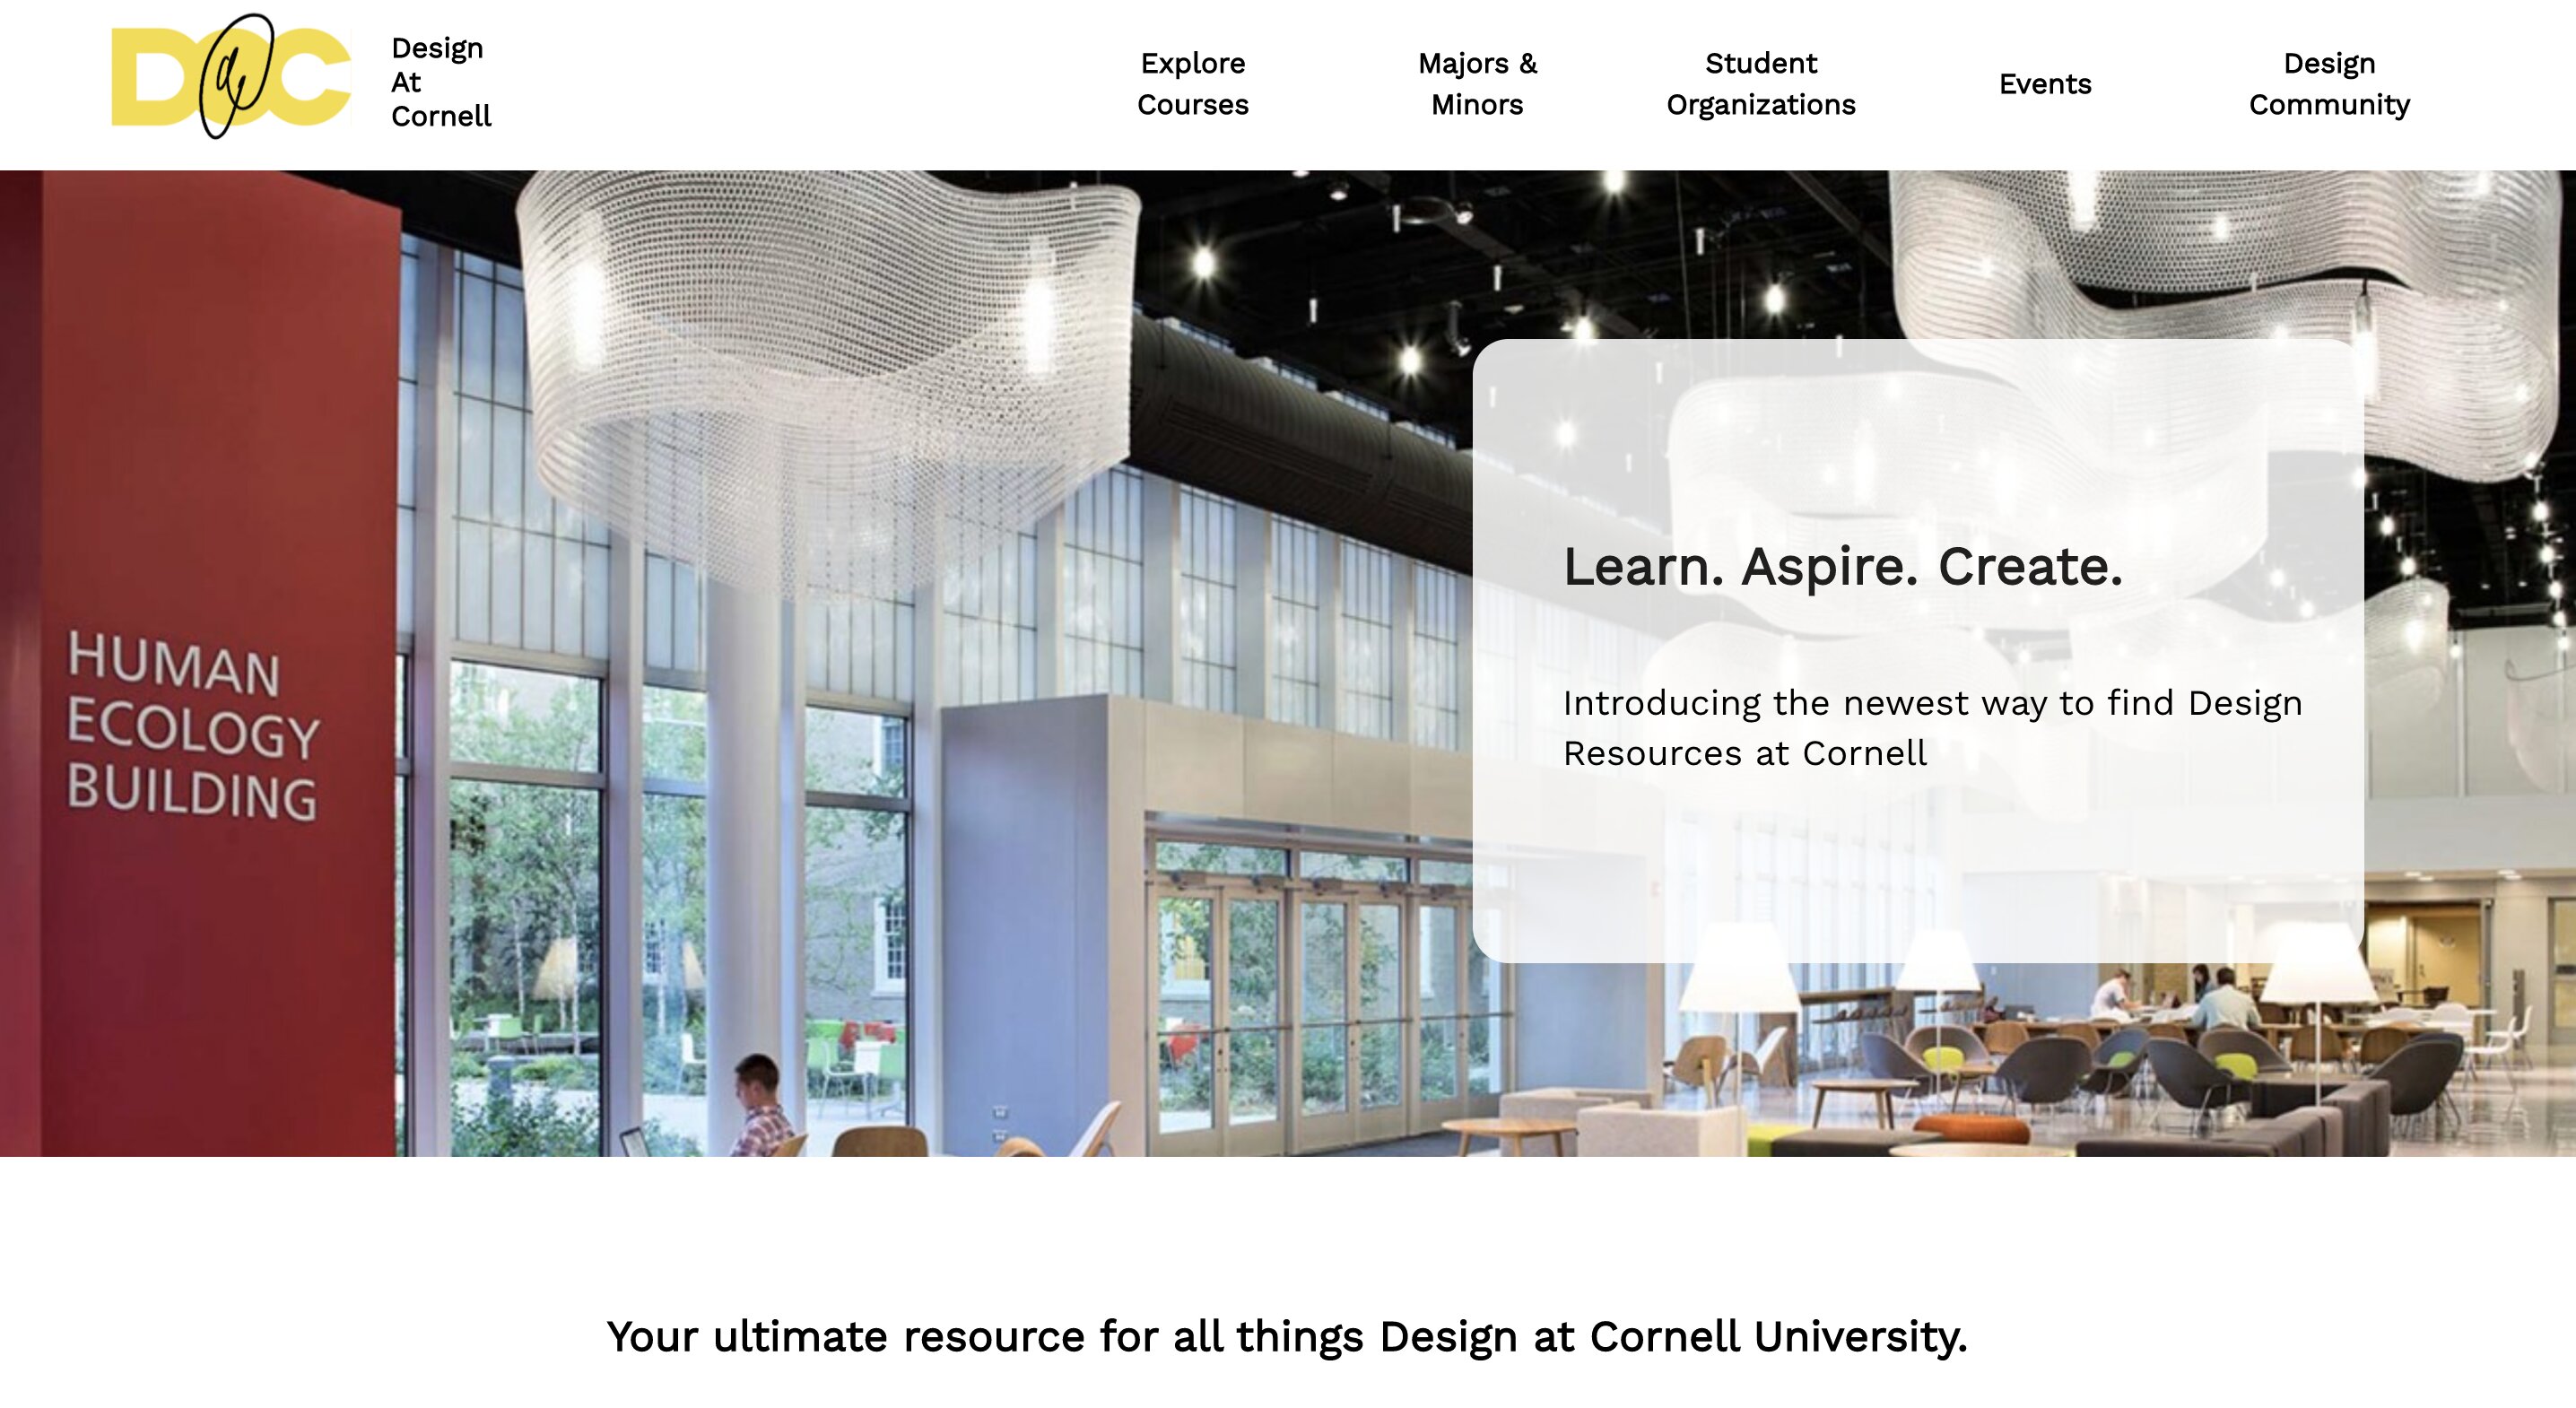 D@C
Design
At
Cornell
Explore
Courses
Majors &
Minors
Student
Organizations
Events
Design
Community
HUMAN
ECOLOGY
BUILDING
Learn. Aspire. Create.
Introducing the newest way to find Design
Resources at Cornell
Your ultimate resource for all things Design at Cornell University.